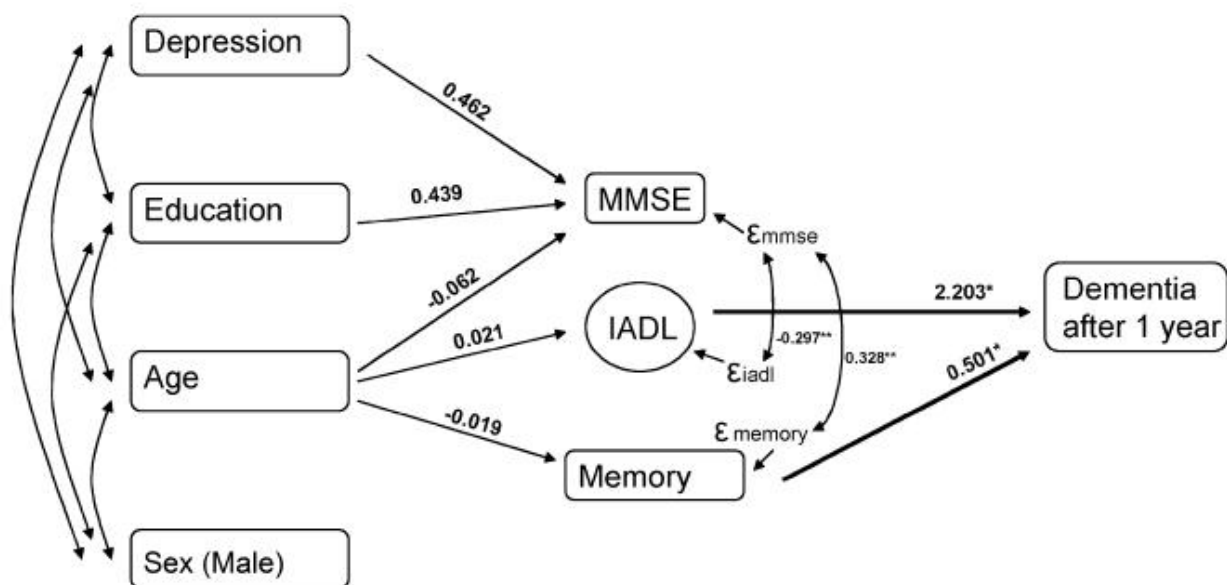 Depression
0.462
Education
0.439
MMSE
εmmse
-0.062
0.021
IADL
εiadl
-0.297**
0.328**
2.203*
Dementia
after 1 year
0.501*
Age
-0.019
ε memory
Memory
Sex (Male)